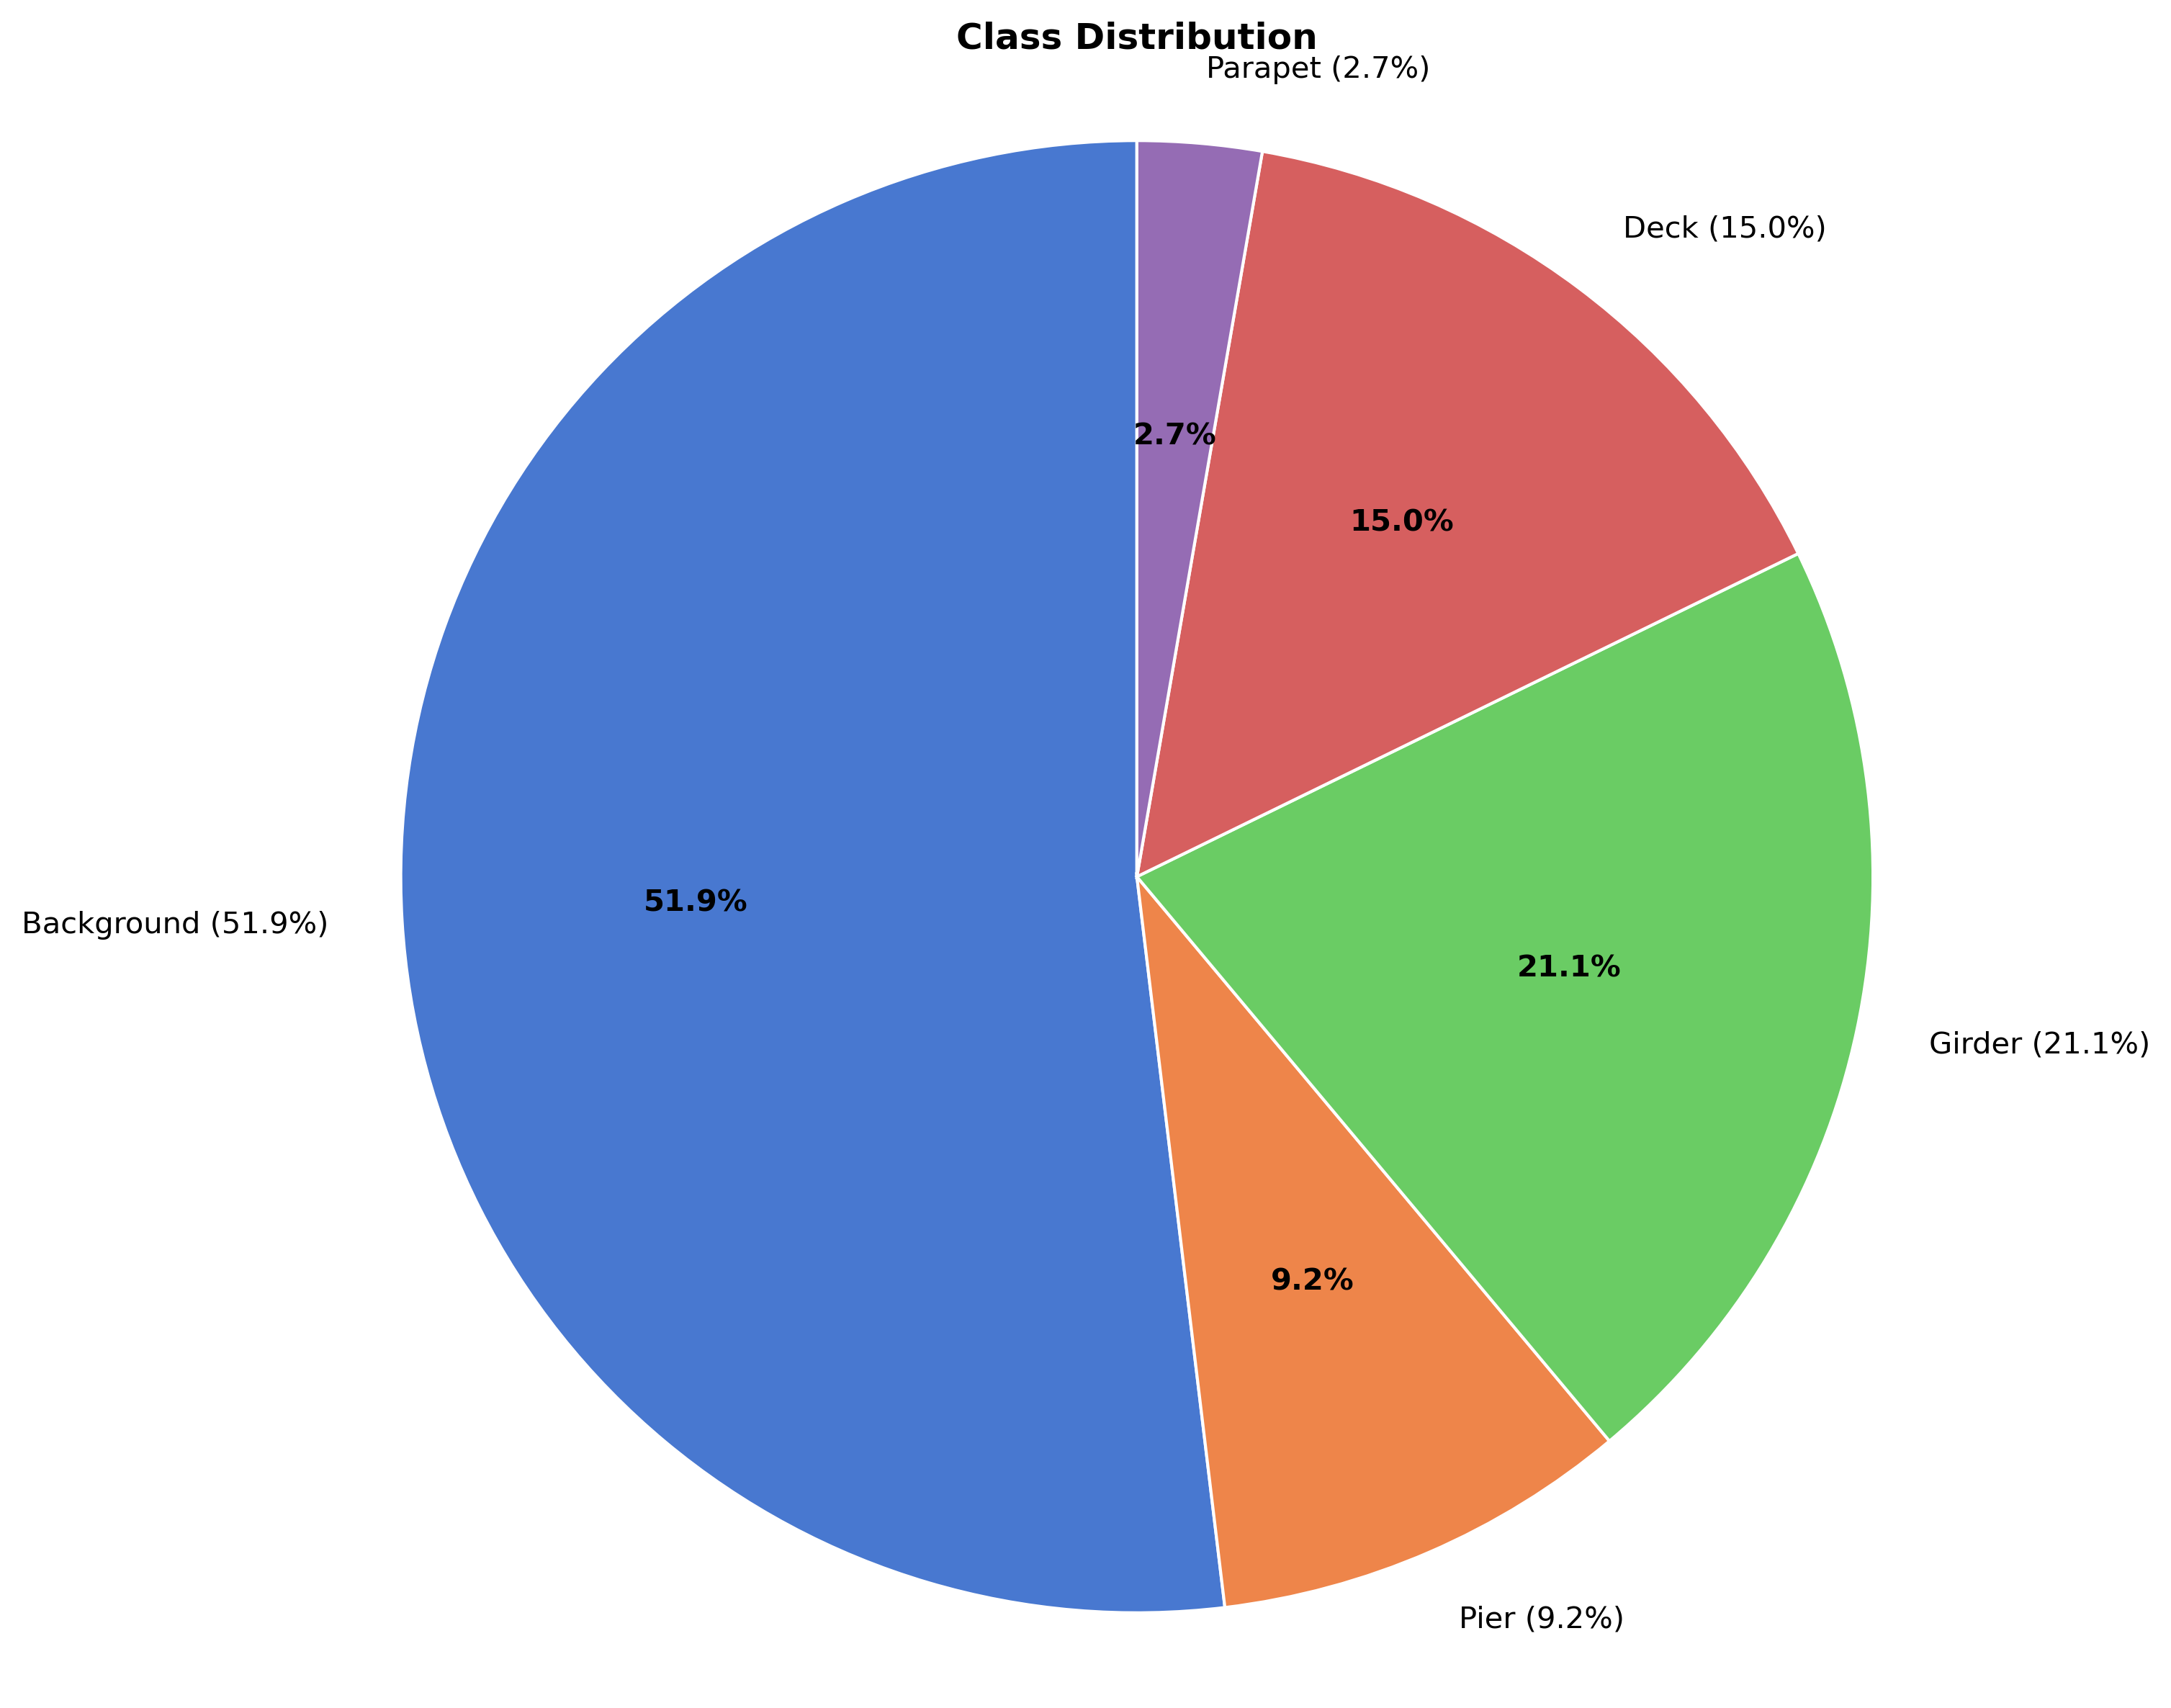 Class Distribution
Parapet (2.7%)
Deck (15.0%)
2.7%
15.0%
51.9%
Background (51.9%)
21.1%
Girder (21.1%)
9.2%
Pier (9.2%)